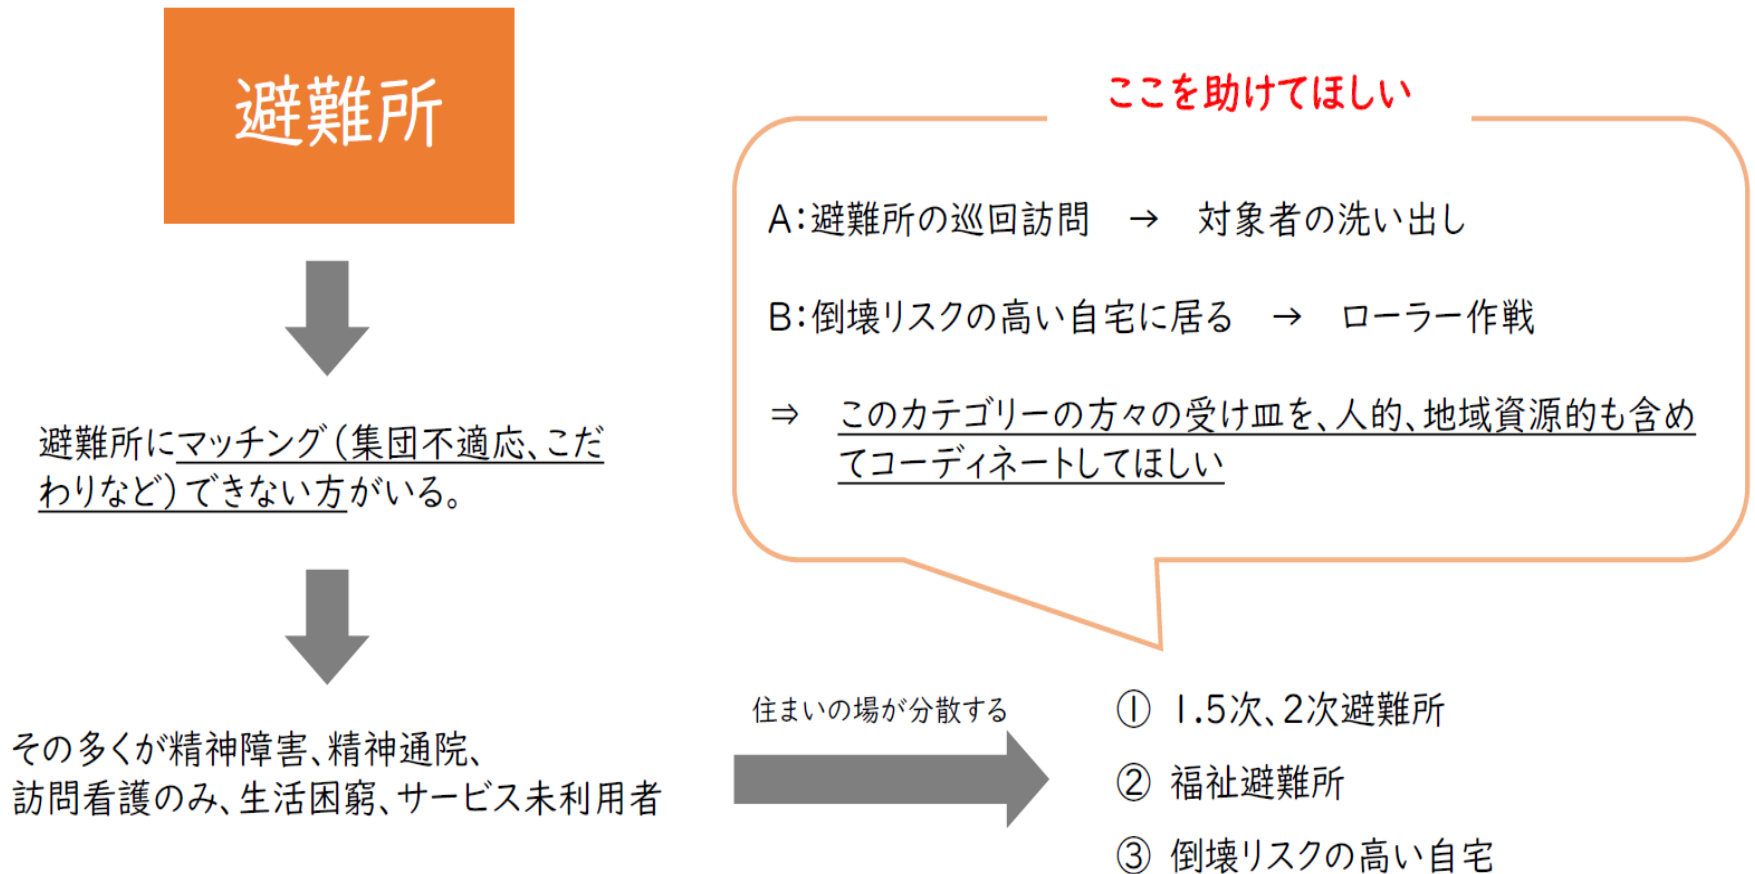 避難所
避難所にマッチング(集団不適応、こだ
わりなど)できない方がいる。
その多くが精神障害、精神通院、
訪問看護のみ、生活困窮、サービス未利用者
住まいの場が分散する
① 1.5次、2次避難所
② 福祉避難所
③ 倒壊リスクの高い自宅
ここを助けてほしい
A:避難所の巡回訪問 → 対象者の洗い出し
B:倒壊リスクの高い自宅に居る → ローラー作戦
⇒ このカテゴリーの方々の受け皿を、人的、地域資源的も含め
てコーディネートしてほしい